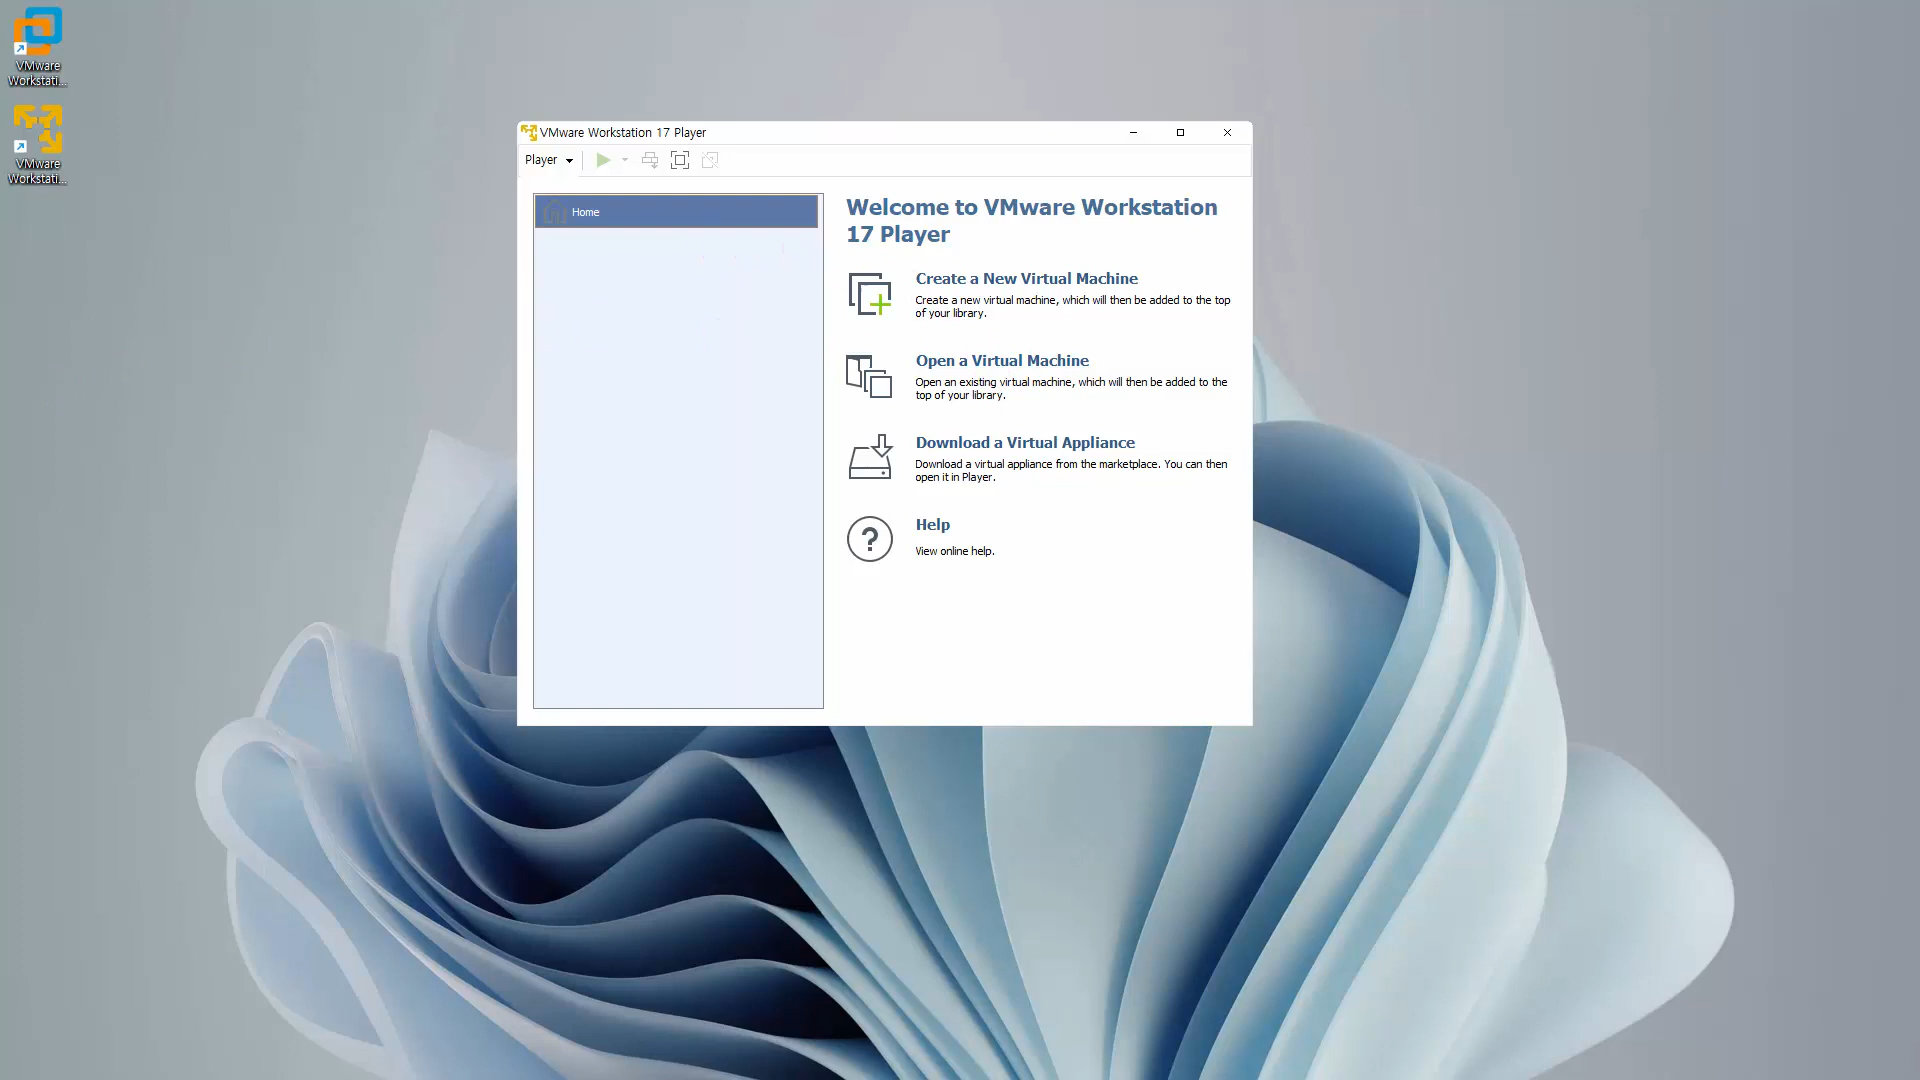 VMware
Workstati...
VMware
Workstati...
VMware Workstation 17 Player
Player
Home
Welcome to VMware Workstation
17 Player
Create a New Virtual Machine
Create a new virtual machine, which will then be added to the top
of your library.
Open a Virtual Machine
Open an existing virtual machine, which will then be added to the
top of your library.
Download a Virtual Appliance
Download a virtual appliance from the marketplace. You can then
open it in Player.
Help
View online help.